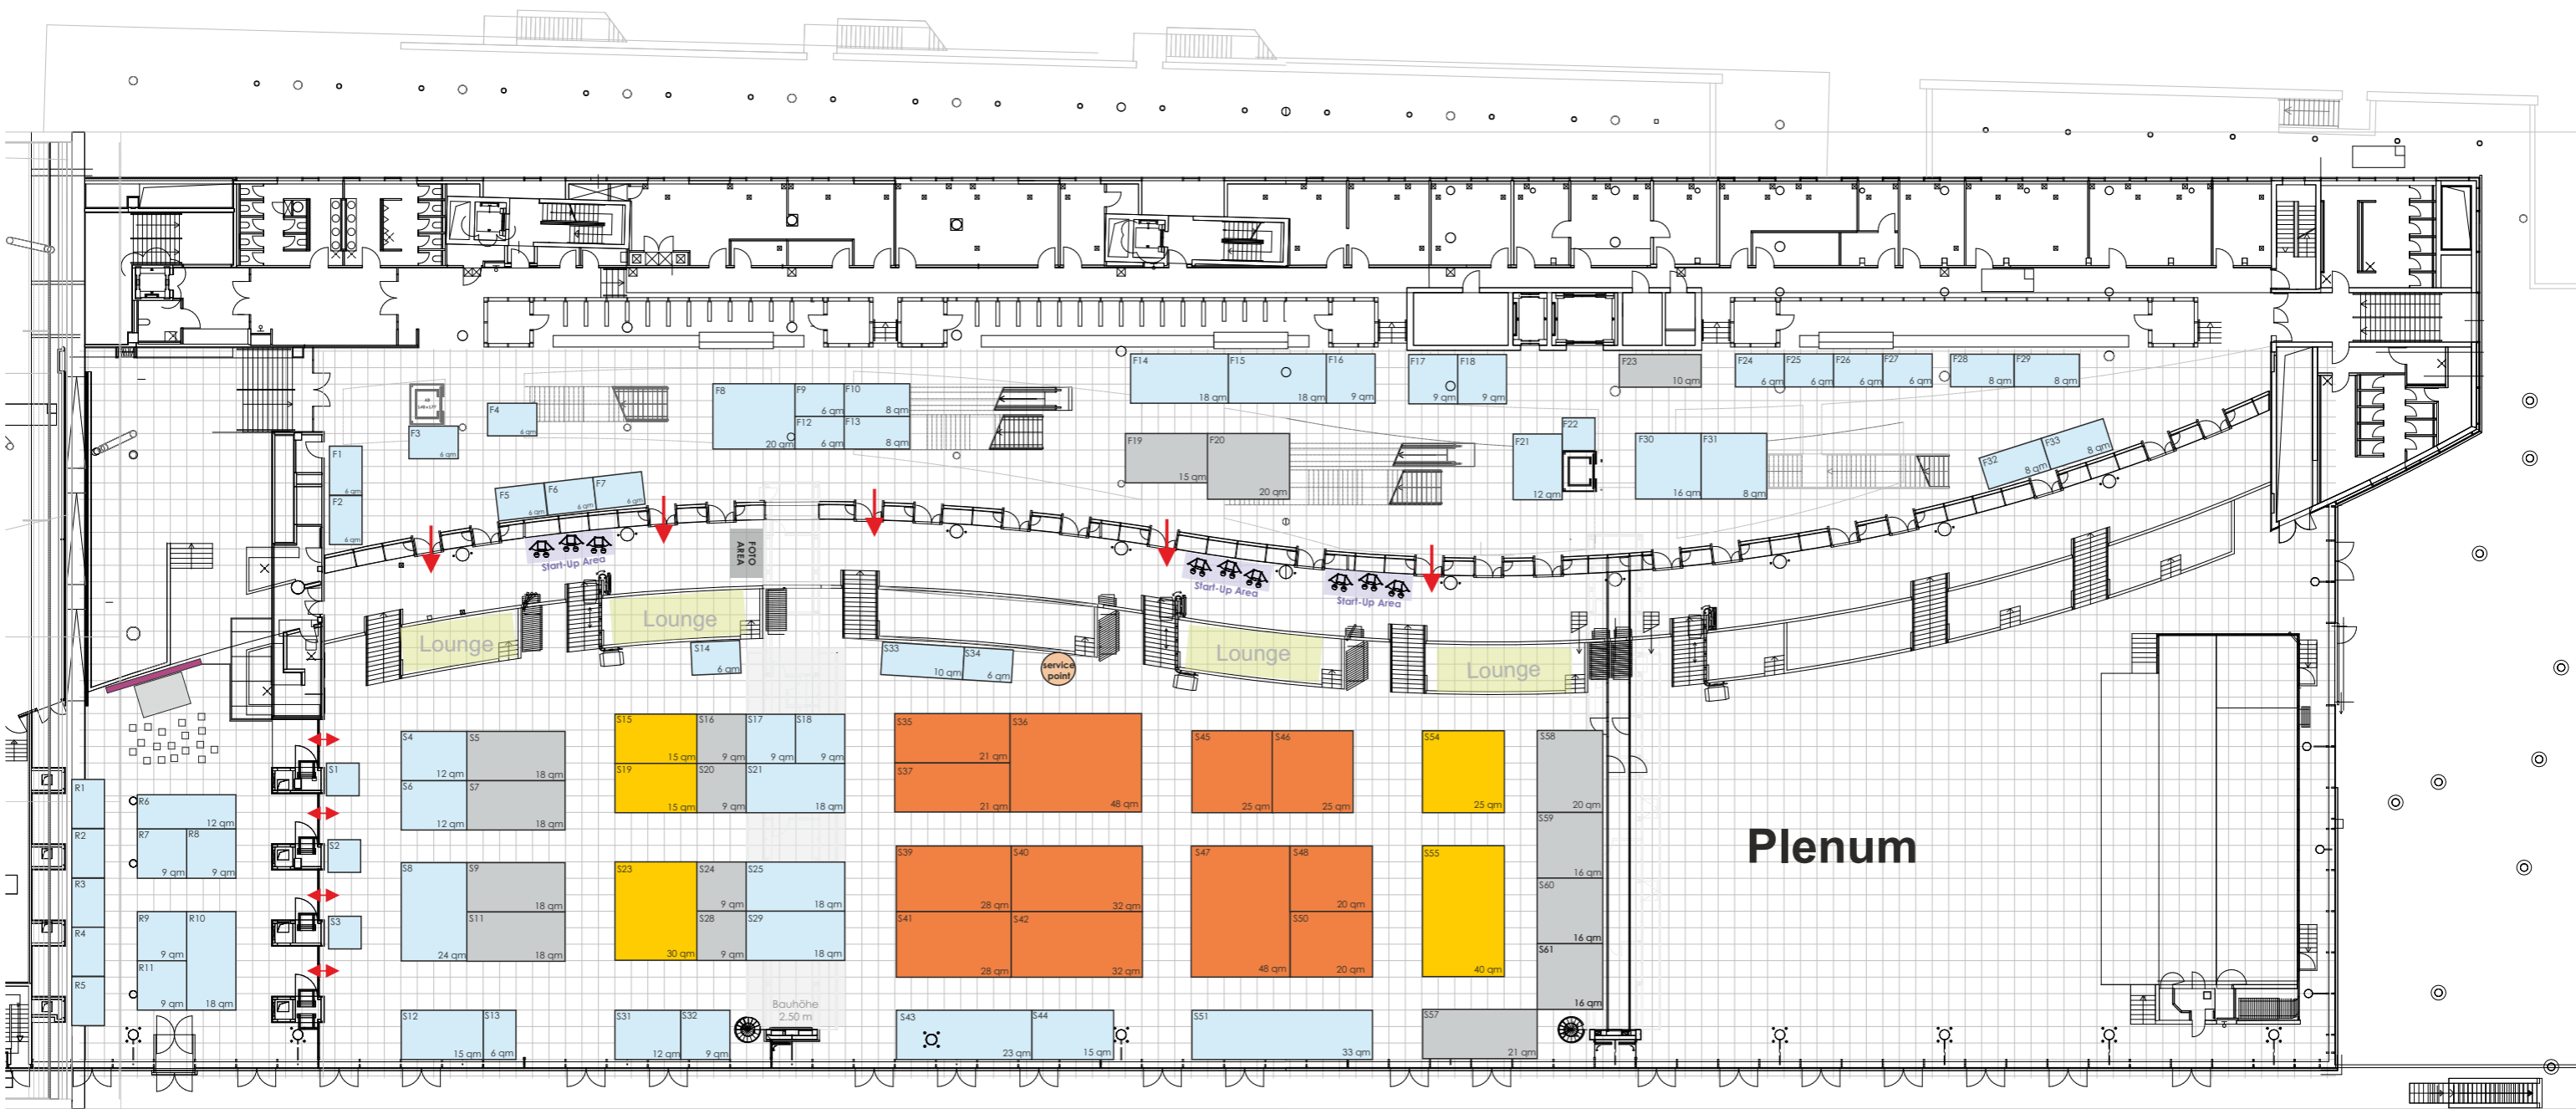 F14
18 qm
F15
18 qm
F16
9 qm
F17
9 qm
F18
9 qm
F23
10 qm
F24
6 qm
F25
6 qm
F26
6 qm
F27
6 qm
F28
8 qm
F29
8 qm
F8
20 qm
F9
6 qm
F10
8 qm
F12
6 qm
F13
8 qm
F4
6 qm
F3
6 qm
F1
6 qm
F2
6 qm
F5
6 qm
F6
6 qm
F7
6 qm
F19
15 qm
F20
20 qm
F21
12 qm
F22
F30
16 qm
F31
8 qm
F32
8 qm
F33
8 qm
Start-Up Area
FOTO
AREA
Start-Up Area
Start-Up Area
Lounge
Lounge
Lounge
Lounge
S14
6 qm
S33
10 qm
S34
6 qm
service
point
S1
S2
S3
S4
12 qm
S5
18 qm
S6
12 qm
S7
18 qm
S8
24 qm
S9
18 qm
S11
18 qm
S12
15 qm
S13
6 qm
S15
15 qm
S16
9 qm
S17
9 qm
S18
9 qm
S19
15 qm
S20
9 qm
S21
18 qm
S23
30 qm
S24
9 qm
S25
18 qm
S28
9 qm
S29
18 qm
S31
12 qm
S32
9 qm
Bauhöhe
2.50 m
S35
21 qm
S36
48 qm
S37
21 qm
S39
28 qm
S40
32 qm
S41
28 qm
S42
32 qm
S43
23 qm
S44
15 qm
S45
25 qm
S46
25 qm
S47
48 qm
S48
20 qm
S50
20 qm
S51
33 qm
S54
25 qm
S55
40 qm
S57
21 qm
S58
20 qm
S59
16 qm
S60
16 qm
S61
16 qm
Plenum
R1
R2
R3
R4
R5
R6
12 qm
R7
9 qm
R8
9 qm
R9
9 qm
R10
18 qm
R11
9 qm